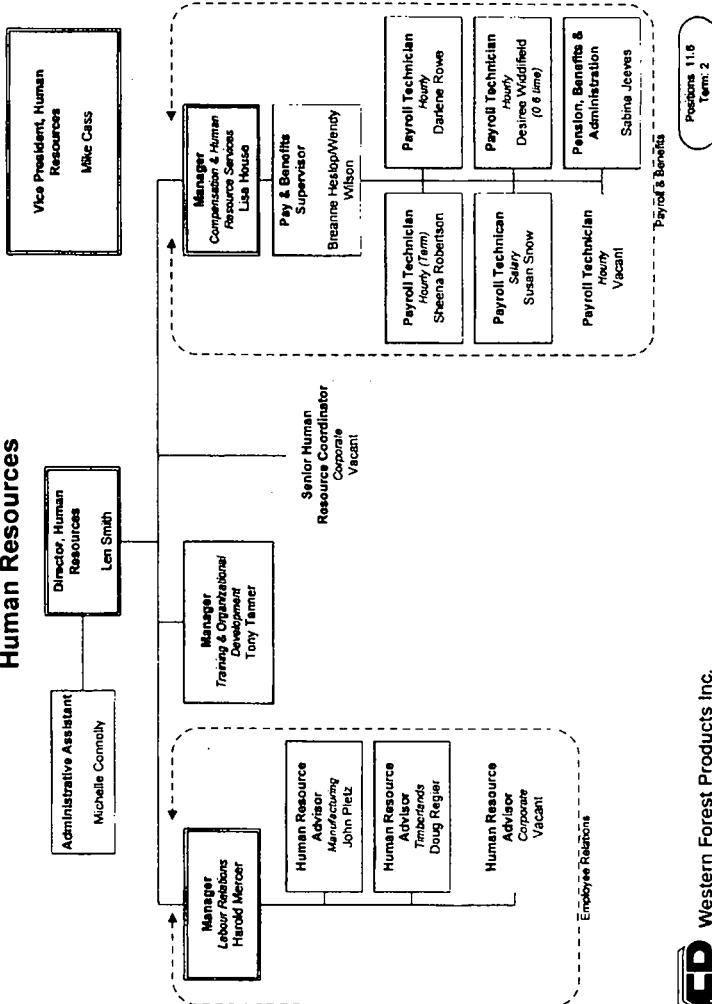 Human Resources
Vice President, Human
Resources
Mike Cass
Director, Human
Resources
Len Smith
Administrative Assistant
Michelle Connolly
Manager
Labour Relations
Harold Mercer
Human Resource
Advisor
Manufacturing
John Pletz
Human Resource
Advisor
Timberlands
Doug Regier
Human Resource
Advisor
Corporate
Vacant
Employee Relations
Manager
Training & Organizational
Development
Tony Tanner
Senior Human
Resource Coordinator
Corporate
Vacant
Manager
Compensation & Human
Resource Services
Lisa House
Pay & Benefits
Supervisor
Breanne Heslop/Wendy
Wilson
Payroll Technician
Hourly (Term)
Sheena Robertson
Payroll Technician
Hourly
Darlene Rowe
Payroll Technican
Salary
Susan Snow
Payroll Technician
Hourly
Desiree Widdifield
(0.6 time)
Payroll Technician
Hourly
Vacant
Pension, Benefits &
Administration
Sabina Jeeves
Payroll & Benefits
Positions 11.6
Term: 2
Western Forest Products Inc.